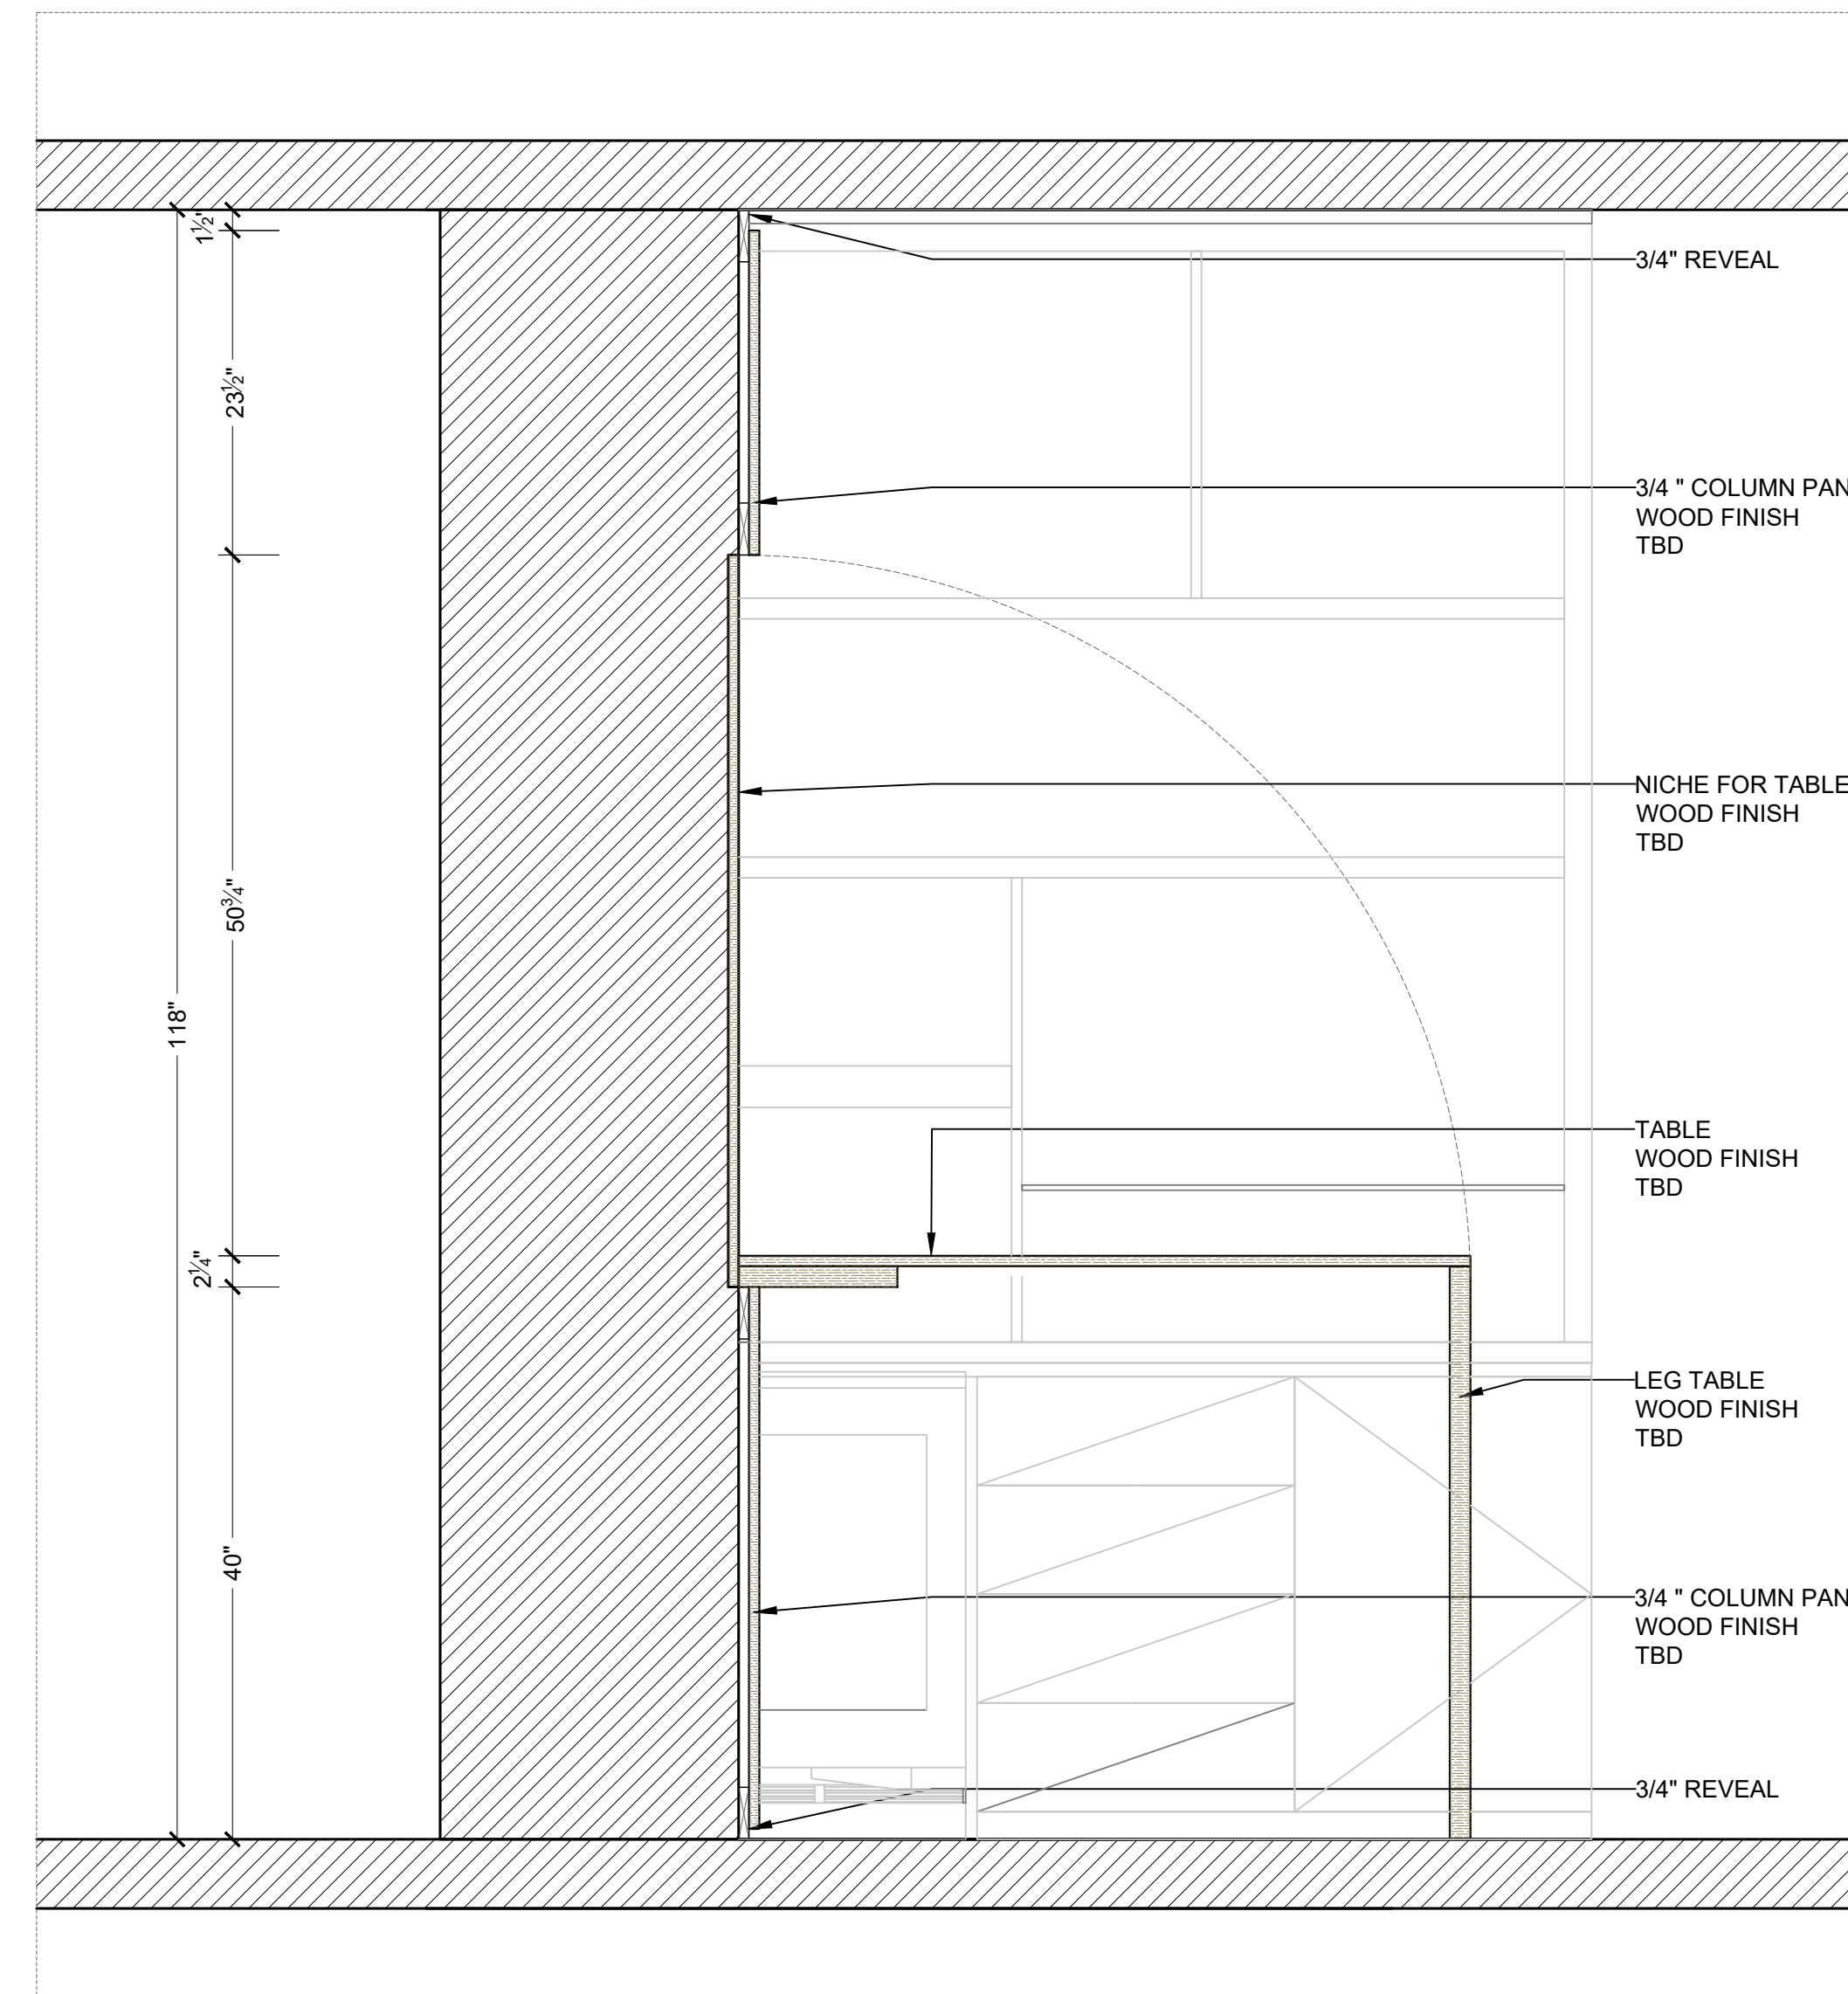 1½"
3/4" REVEAL
23½"
3/4 " COLUMN PAN
WOOD FINISH
TBD
NICHE FOR TABLE
WOOD FINISH
TBD
50¾"
118"
TABLE
WOOD FINISH
TBD
2¼"
LEG TABLE
WOOD FINISH
TBD
40"
3/4 " COLUMN PAN
WOOD FINISH
TBD
3/4" REVEAL